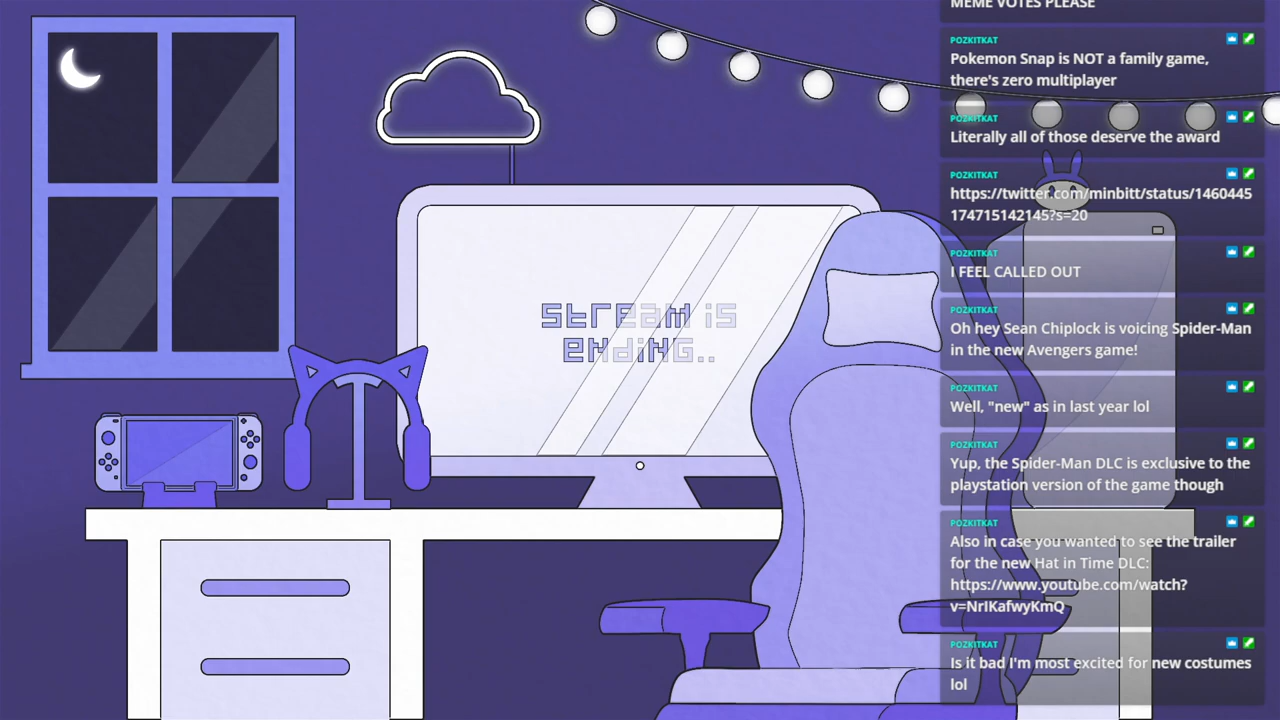 MEME VOTES PLEASE
POZKITKAT
Pokemon Snap is NOT a family game,
there's zero multiplayer
POZKITKAT
Literally all of those deserve the award
POZKITKAT
https://twitter.com/minbitt/status/1460445
174715142145?s=20
POZKITKAT
I FEEL CALLED OUT
POZKITKAT
Oh hey Sean Chiplock is voicing Spider-Man
in the new Avengers game!
POZKITKAT
Well, "new" as in last year lol
POZKITKAT
Yup, the Spider-Man DLC is exclusive to the
playstation version of the game though
POZKITKAT
Also in case you wanted to see the trailer
for the new Hat in Time DLC:
https://www.youtube.com/watch?
v=NrIKafwyKmQ
POZKITKAT
Is it bad I'm most excited for new costumes
lol
stream is
ending..